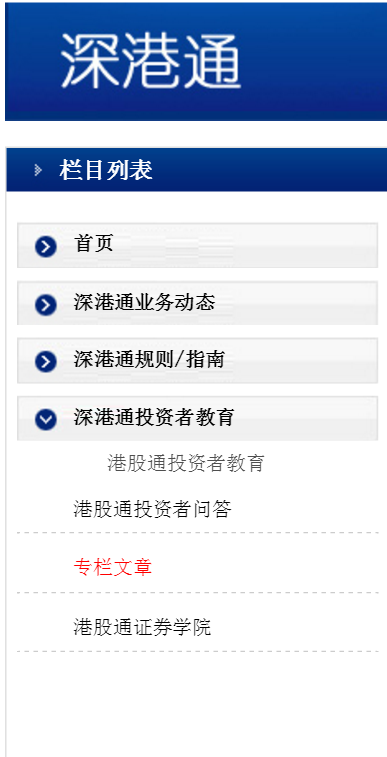 深港通
栏目列表
首页
深港通业务动态
深港通规则/指南
深港通投资者教育
港股通投资者教育
港股通投资者问答
专栏文章
港股通证券学院